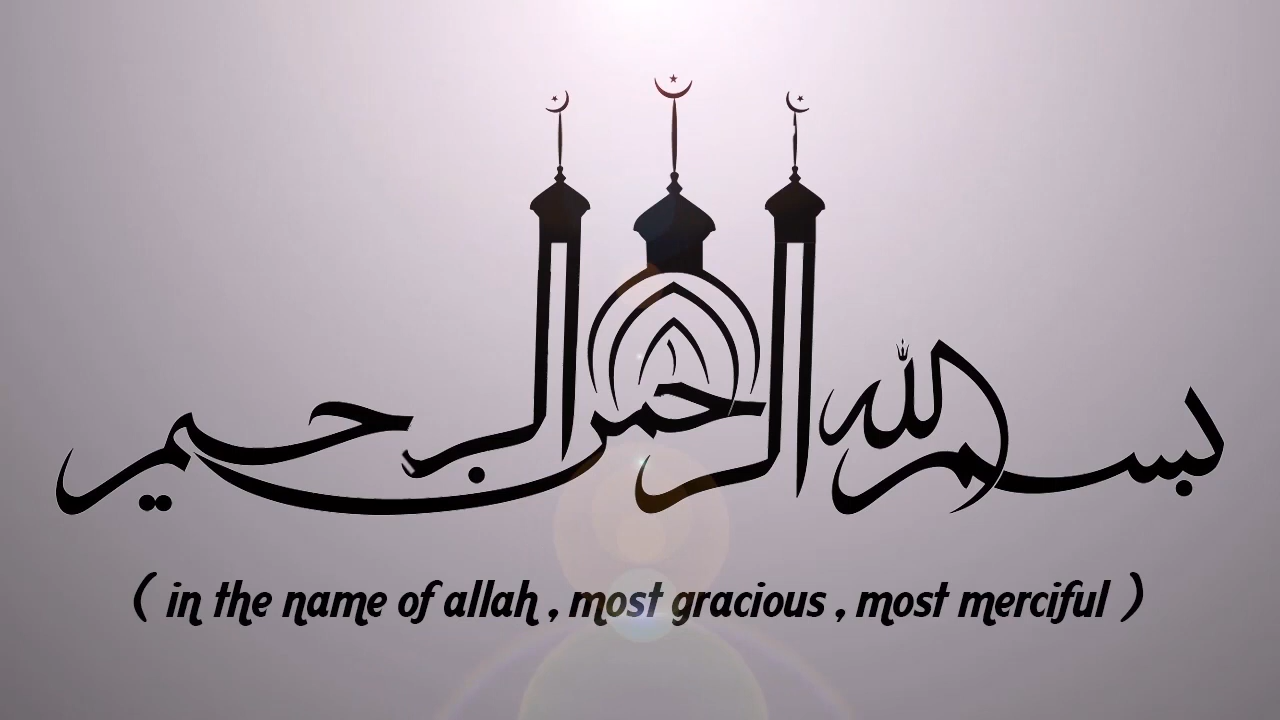 بسم الله الرحمن الرحيم
( in the name of allah , most gracious , most merciful )